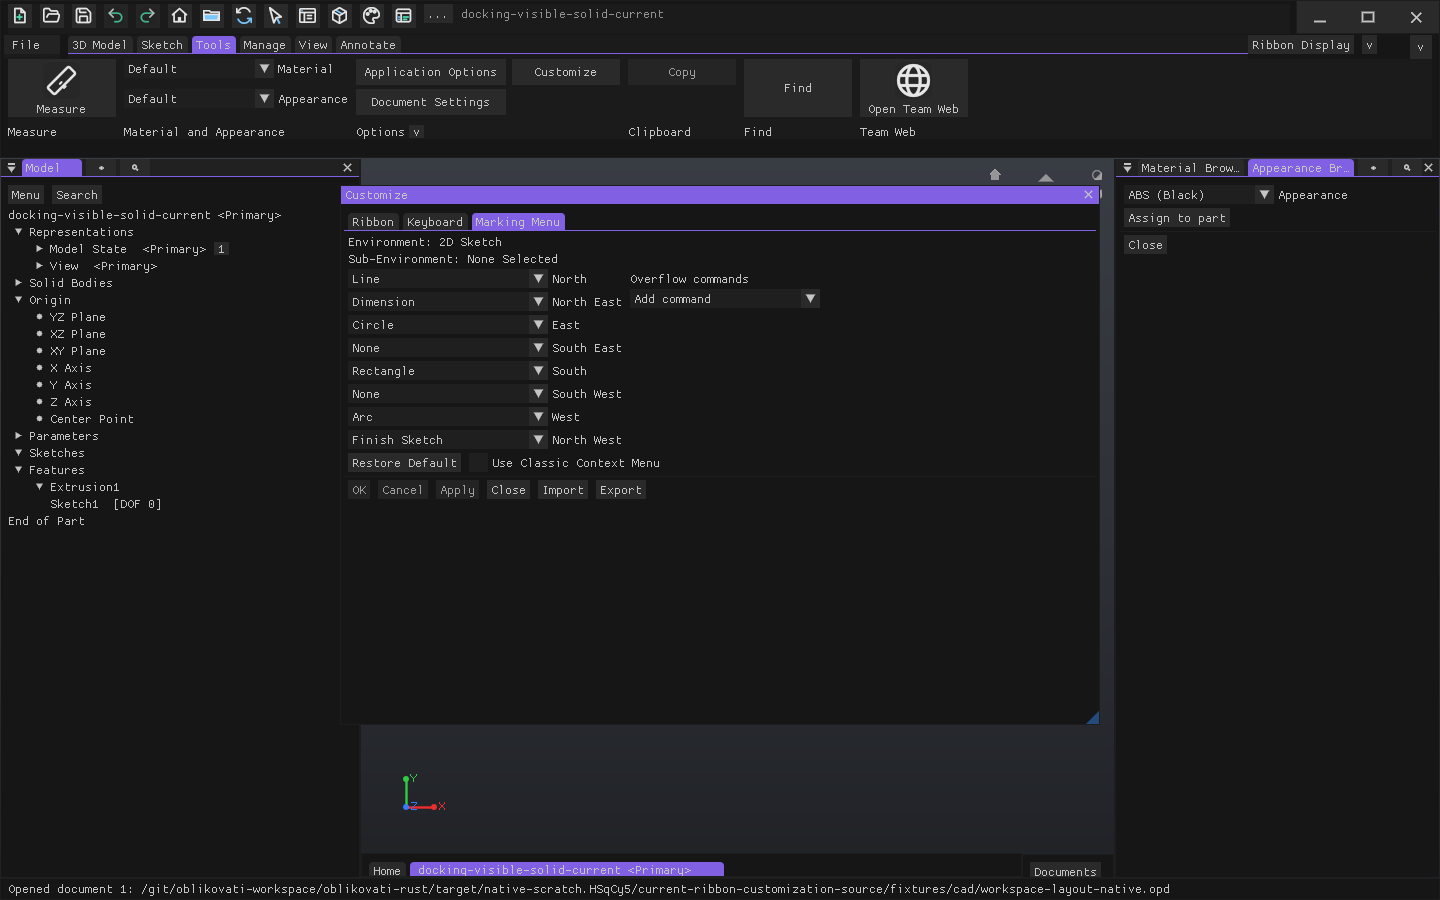 ... docking-visible-solid-current
File 3D Model Sketch Tools Manage View Annotate Ribbon Display v v
Default Material Application Options Customize Copy
Measure Default Appearance Document Settings Find Open Team Web
Measure Material and Appearance Options v Clipboard Find Team Web
Model Material Brow… Appearance Br…
Menu Search
docking-visible-solid-current <Primary>
Representations
Model State <Primary> 1
View <Primary>
Solid Bodies
Origin
YZ Plane
XZ Plane
XY Plane
X Axis
Y Axis
Z Axis
Center Point
Parameters
Sketches
Features
Extrusion1
Sketch1 [DOF 0]
End of Part
Customize
Ribbon Keyboard Marking Menu
Environment: 2D Sketch
Sub-Environment: None Selected
Line North Overflow commands
Dimension North East Add command
Circle East
None South East
Rectangle South
None South West
Arc West
Finish Sketch North West
Restore Default Use Classic Context Menu
OK Cancel Apply Close Import Export
ABS (Black) Appearance
Assign to part
Close
Y
Z X
Home docking-visible-solid-current <Primary> Documents
Opened document 1: /git/oblikovati-workspace/oblikovati-rust/target/native-scratch.HSqCy5/current-ribbon-customization-source/fixtures/cad/workspace-layout-native.opd